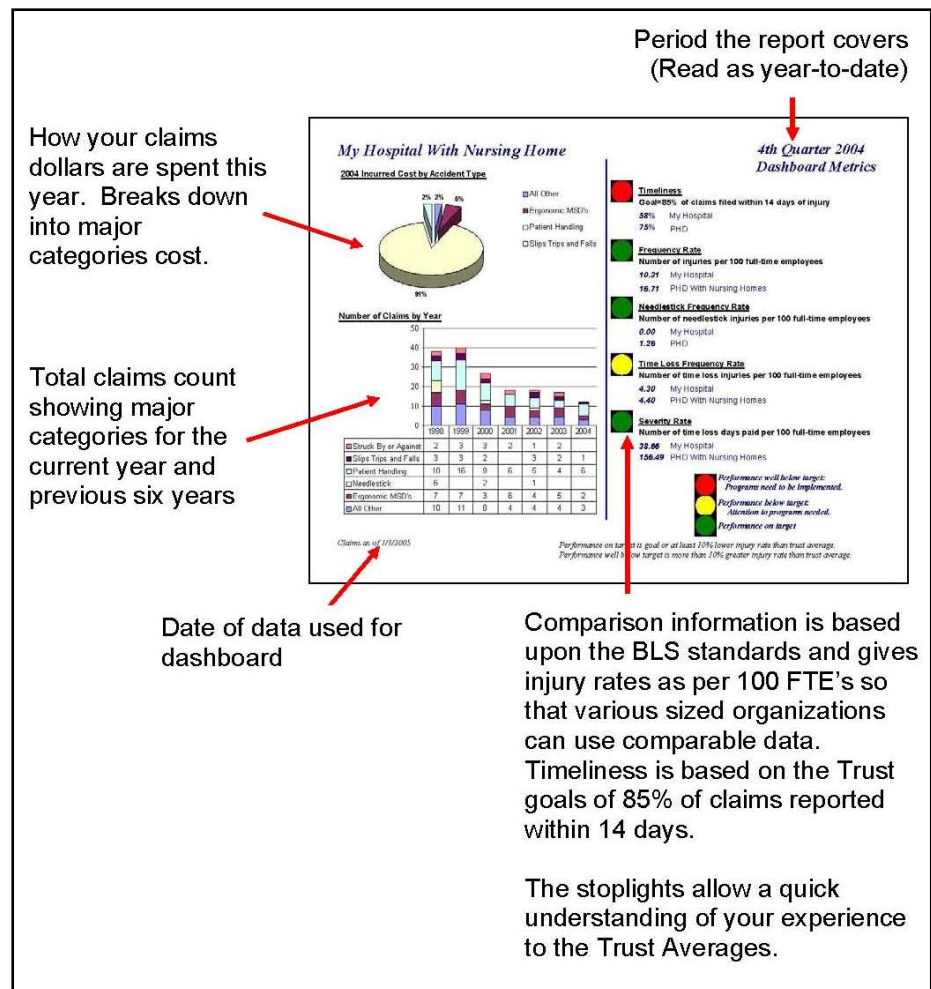 Period the report covers
(Read as year-to-date)
How your claims
dollars are spent this
year. Breaks down
into major
categories cost.
My Hospital With Nursing Home
4th Quarter 2004
Dashboard Metrics
2004 Incurred Cost by Accident Type
2% 2% 6%
91%
All Other
Ergonomic MSD's
Patient Handling
Slips Trips and Falls
Timeliness
Goal=85% of claims filed within 14 days of injury
58% My Hospital
75% PHD
Frequency Rate
Number of injuries per 100 full-time employees
10.21 My Hospital
16.71 PHD With Nursing Homes
Needlestick Frequency Rate
Number of needlestick injuries per 100 full-time employees
0.00 My Hospital
1.26 PHD
Time Loss Frequency Rate
Number of time loss injuries per 100 full-time employees
4.30 My Hospital
4.40 PHD With Nursing Homes
Severity Rate
Number of time loss days paid per 100 full-time employees
38.66 My Hospital
156.49 PHD With Nursing Homes
Performance well below target:
Programs need to be implemented.
Performance below target:
Attention to programs needed.
Performance on target
Total claims count
showing major
categories for the
current year and
previous six years
Number of Claims by Year
50
40
30
20
10
0
1998 1999 2000 2001 2002 2003 2004
Struck By or Against 2 3 3 2 1 2
Slips Trips and Falls 3 3 2 3 2 1
Patient Handling 10 16 9 6 5 4 6
Needlestick 6 2 1
Ergonomic MSD's 7 7 3 6 4 5 2
All Other 10 11 8 4 4 4 3
Claims as of 1/3/2005
Performance on target is goal or at least 10% lower injury rate than trust average.
Performance well below target is more than 10% greater injury rate than trust average.
Date of data used for
dashboard
Comparison information is based
upon the BLS standards and gives
injury rates as per 100 FTE's so
that various sized organizations
can use comparable data.
Timeliness is based on the Trust
goals of 85% of claims reported
within 14 days.
The stoplights allow a quick
understanding of your experience
to the Trust Averages.